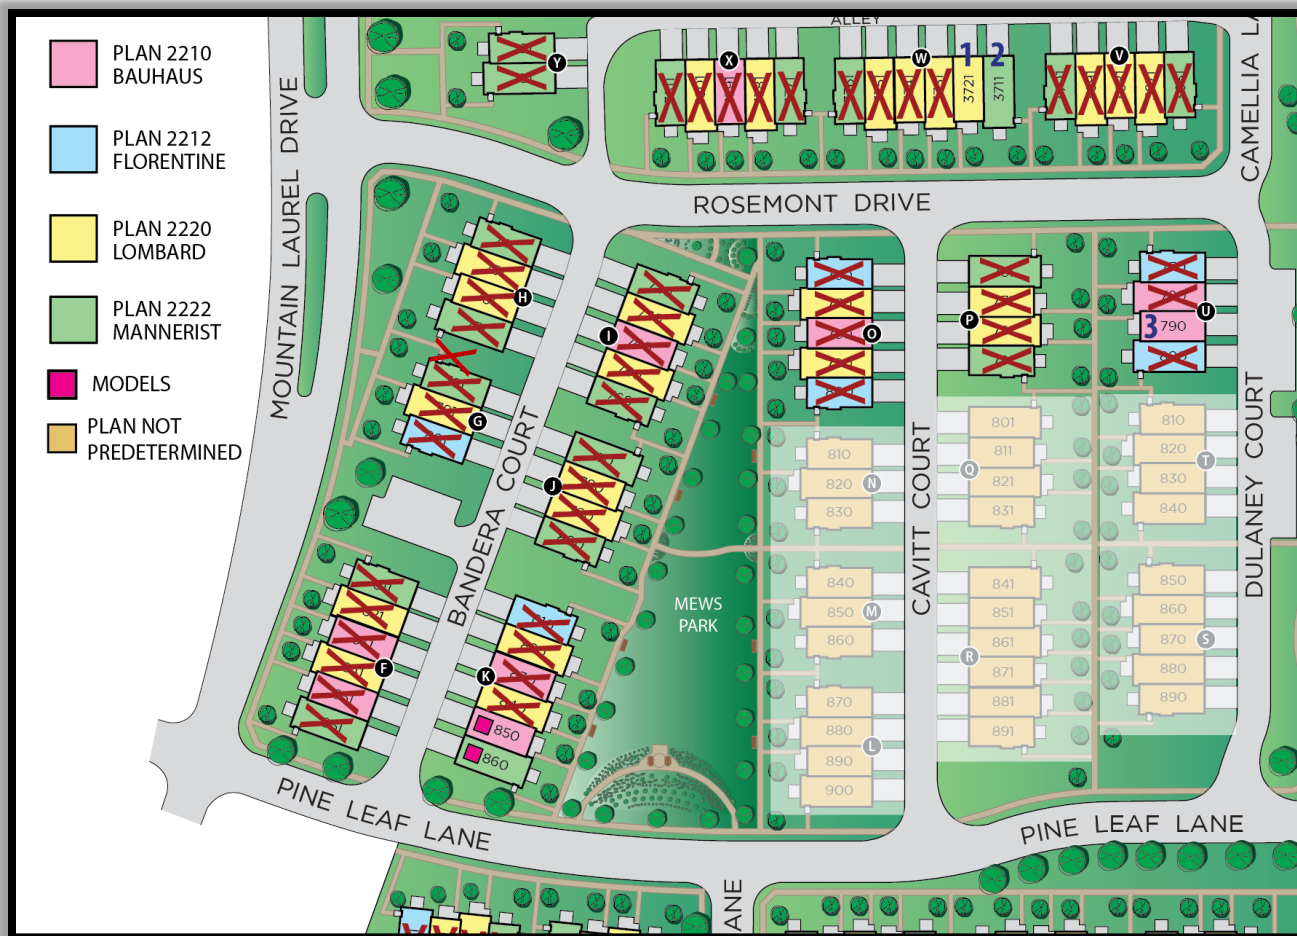 PLAN 2210
BAUHAUS
PLAN 2212
FLORENTINE
PLAN 2220
LOMBARD
PLAN 2222
MANNERIST
MODELS
PLAN NOT
PREDETERMINED
MOUNTAIN LAUREL DRIVE
ALLEY
Y
X
W
1
2
3721
3711
V
CAMELLIA LA
ROSEMONT DRIVE
H
I
O
P
U
3
790
G
J
BANDERA COURT
CAVITT COURT
DULANEY COURT
810
820
N
830
801
811
Q
821
831
810
820
T
830
840
840
850
M
860
841
851
861
R
871
881
891
850
860
870
S
880
890
870
880
L
890
900
MEWS
PARK
F
K
850
860
PINE LEAF LANE
PINE LEAF LANE
ANE